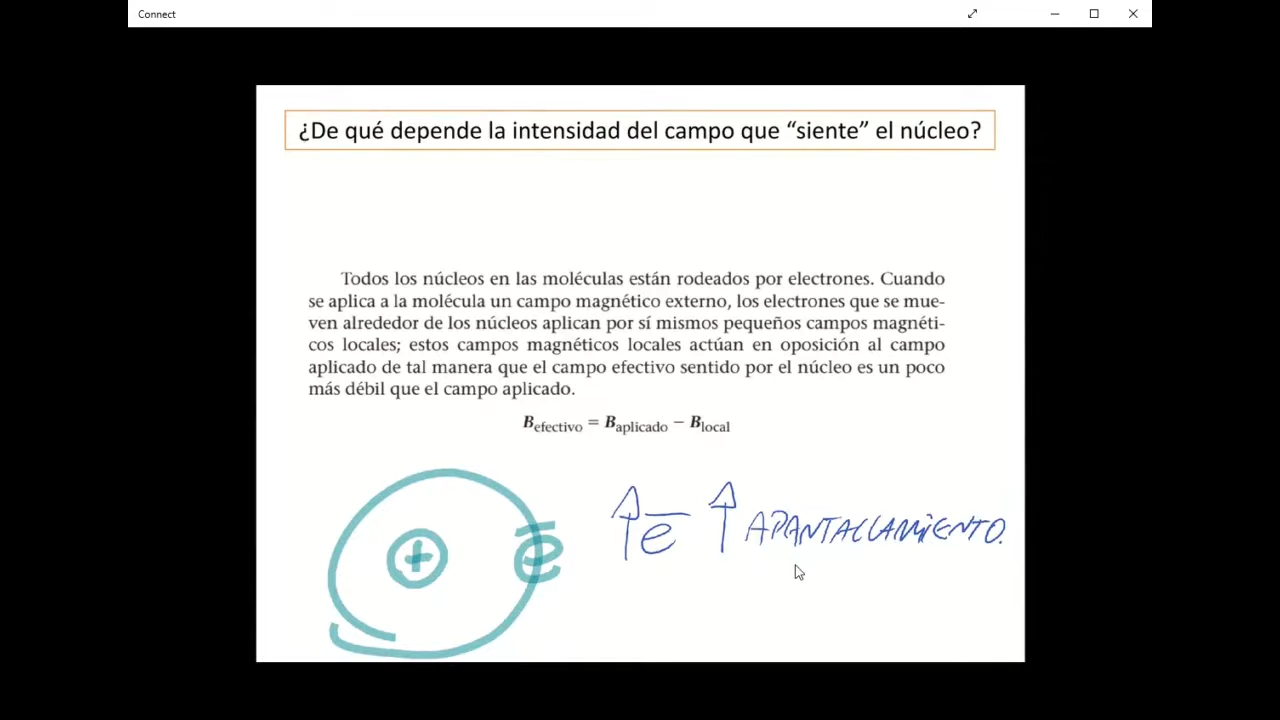 Connect
¿De qué depende la intensidad del campo que “siente” el núcleo?
Todos los núcleos en las moléculas están rodeados por electrones. Cuando
se aplica a la molécula un campo magnético externo, los electrones que se mue-
ven alrededor de los núcleos aplican por sí mismos pequeños campos magnéti-
cos locales; estos campos magnéticos locales actúan en oposición al campo
aplicado de tal manera que el campo efectivo sentido por el núcleo es un poco
más débil que el campo aplicado.
B efectivo = B aplicado − B local
+ e̅
↑ e̅ ↑ APANTALLAMIENTO.